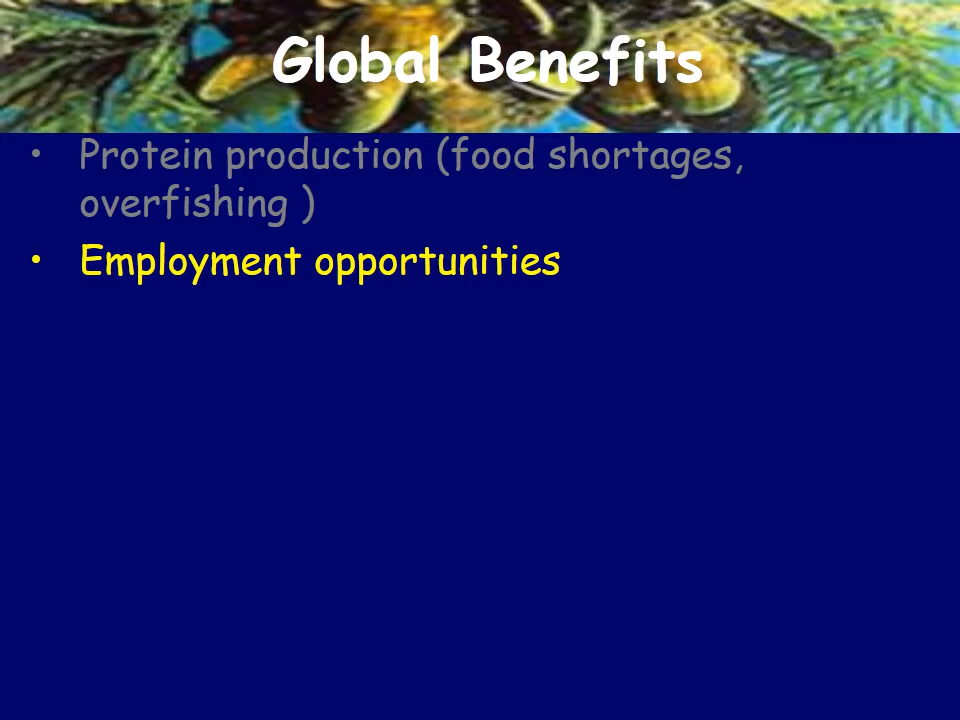 Global Benefits
• Protein production (food shortages,
overfishing )
• Employment opportunities